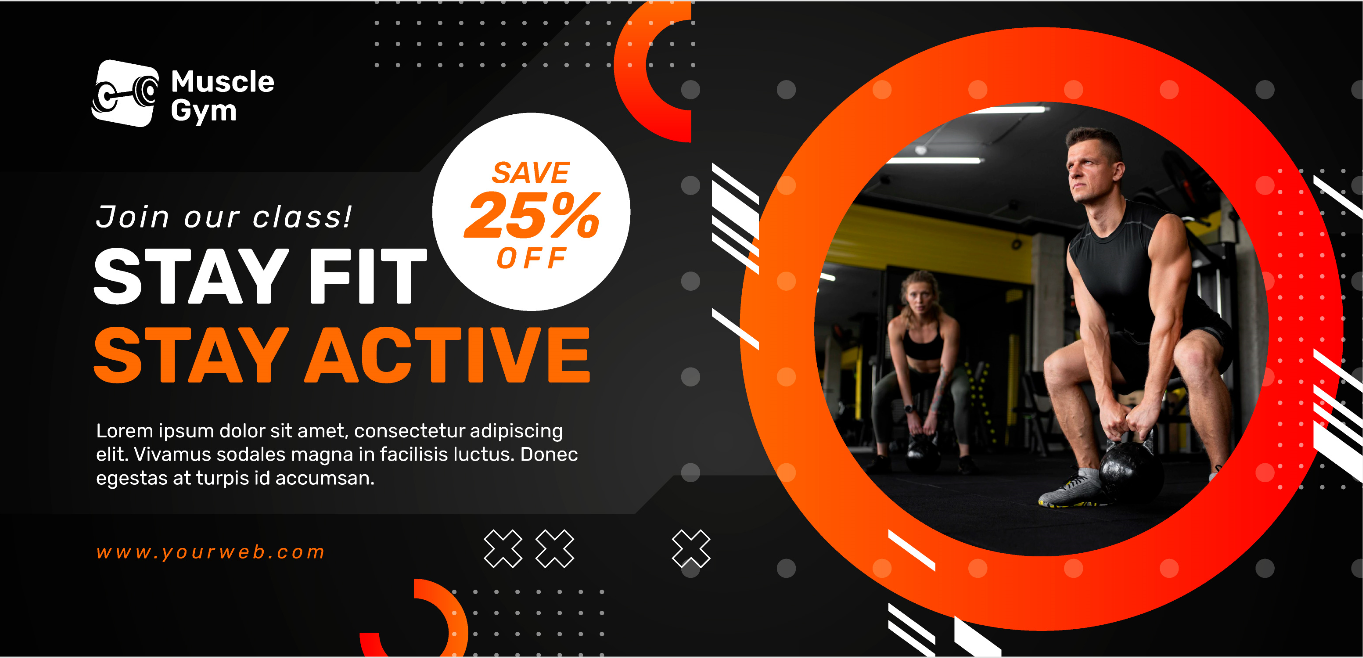 Muscle
Gym
SAVE
25%
OFF
Join our class!
STAY FIT
STAY ACTIVE
Lorem ipsum dolor sit amet, consectetur adipiscing
elit. Vivamus sodales magna in facilisis luctus. Donec
egestas at turpis id accumsan.
www.yourweb.com